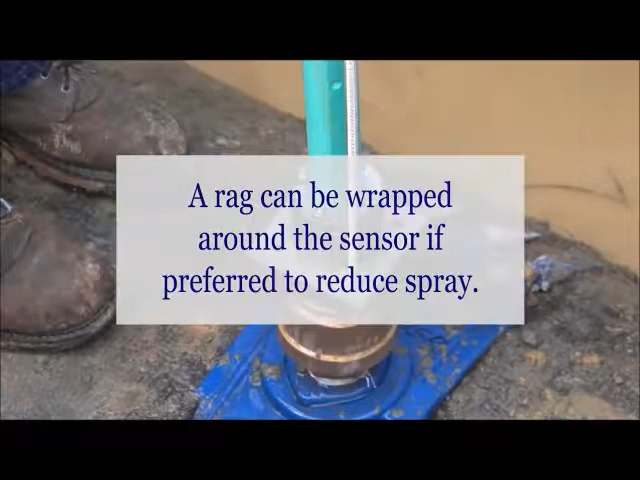 A rag can be wrapped
around the sensor if
preferred to reduce spray.